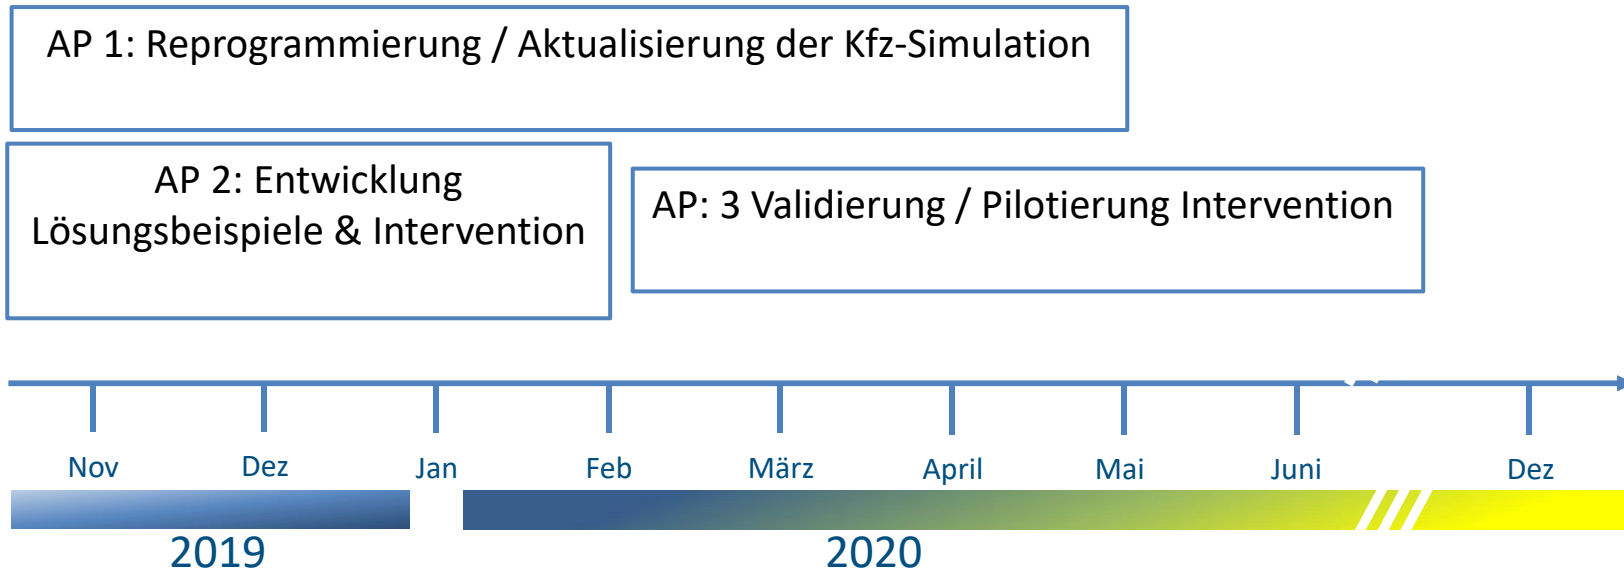 AP 1: Reprogrammierung / Aktualisierung der Kfz-Simulation
AP 2: Entwicklung
Lösungsbeispiele & Intervention
AP: 3 Validierung / Pilotierung Intervention
Nov Dez Jan Feb März April Mai Juni Dez
2019 2020